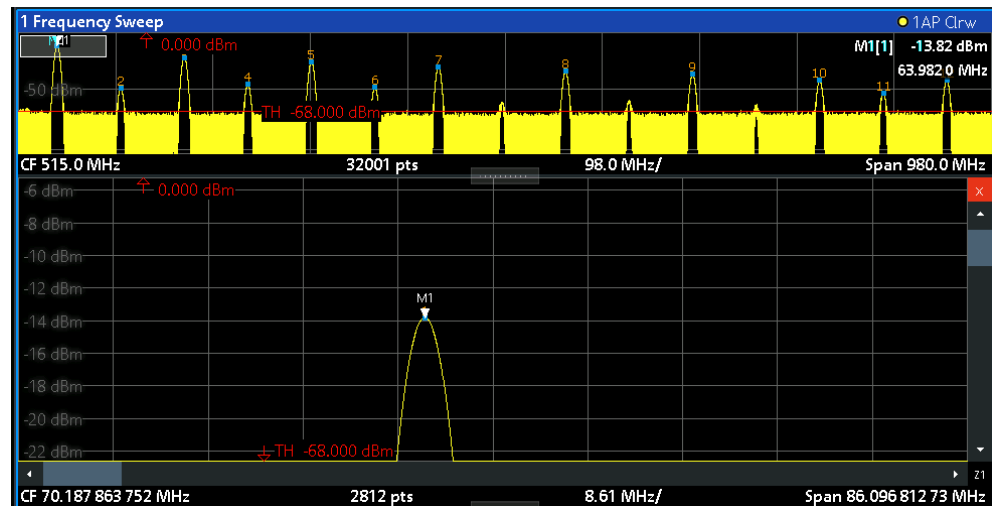 1 Frequency Sweep
1AP Clrw
0.000 dBm
M1[1] -13.82 dBm
63.9820 MHz
2
4
5
6
7
8
9
10
11
-50 dBm
TH -68.000 dBm
CF 515.0 MHz 32001 pts 98.0 MHz/ Span 980.0 MHz
-6 dBm
0.000 dBm
-8 dBm
-10 dBm
-12 dBm
M1
-14 dBm
-16 dBm
-18 dBm
-20 dBm
-22 dBm
TH -68.000 dBm
Z1
CF 70.187 863 752 MHz 2812 pts 8.61 MHz/ Span 86.096 812 73 MHz